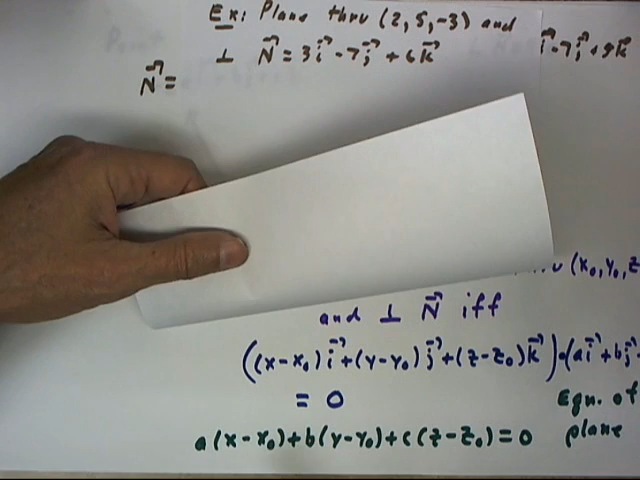 Ex: Plane thru (2, 5, -3) and
⊥ N⃗ = 3i⃗ - 7j⃗ + 6k⃗ i⃗ - 7j⃗ + 9k⃗
N⃗ =
(x₀, y₀, z
and ⊥ N⃗ iff
((x-x₀)i⃗ + (y-y₀)j⃗ + (z-z₀)k⃗)•(ai⃗ + bj⃗
= 0
Eqn. of
a(x-x₀)+b(y-y₀)+c(z-z₀)=0 plane